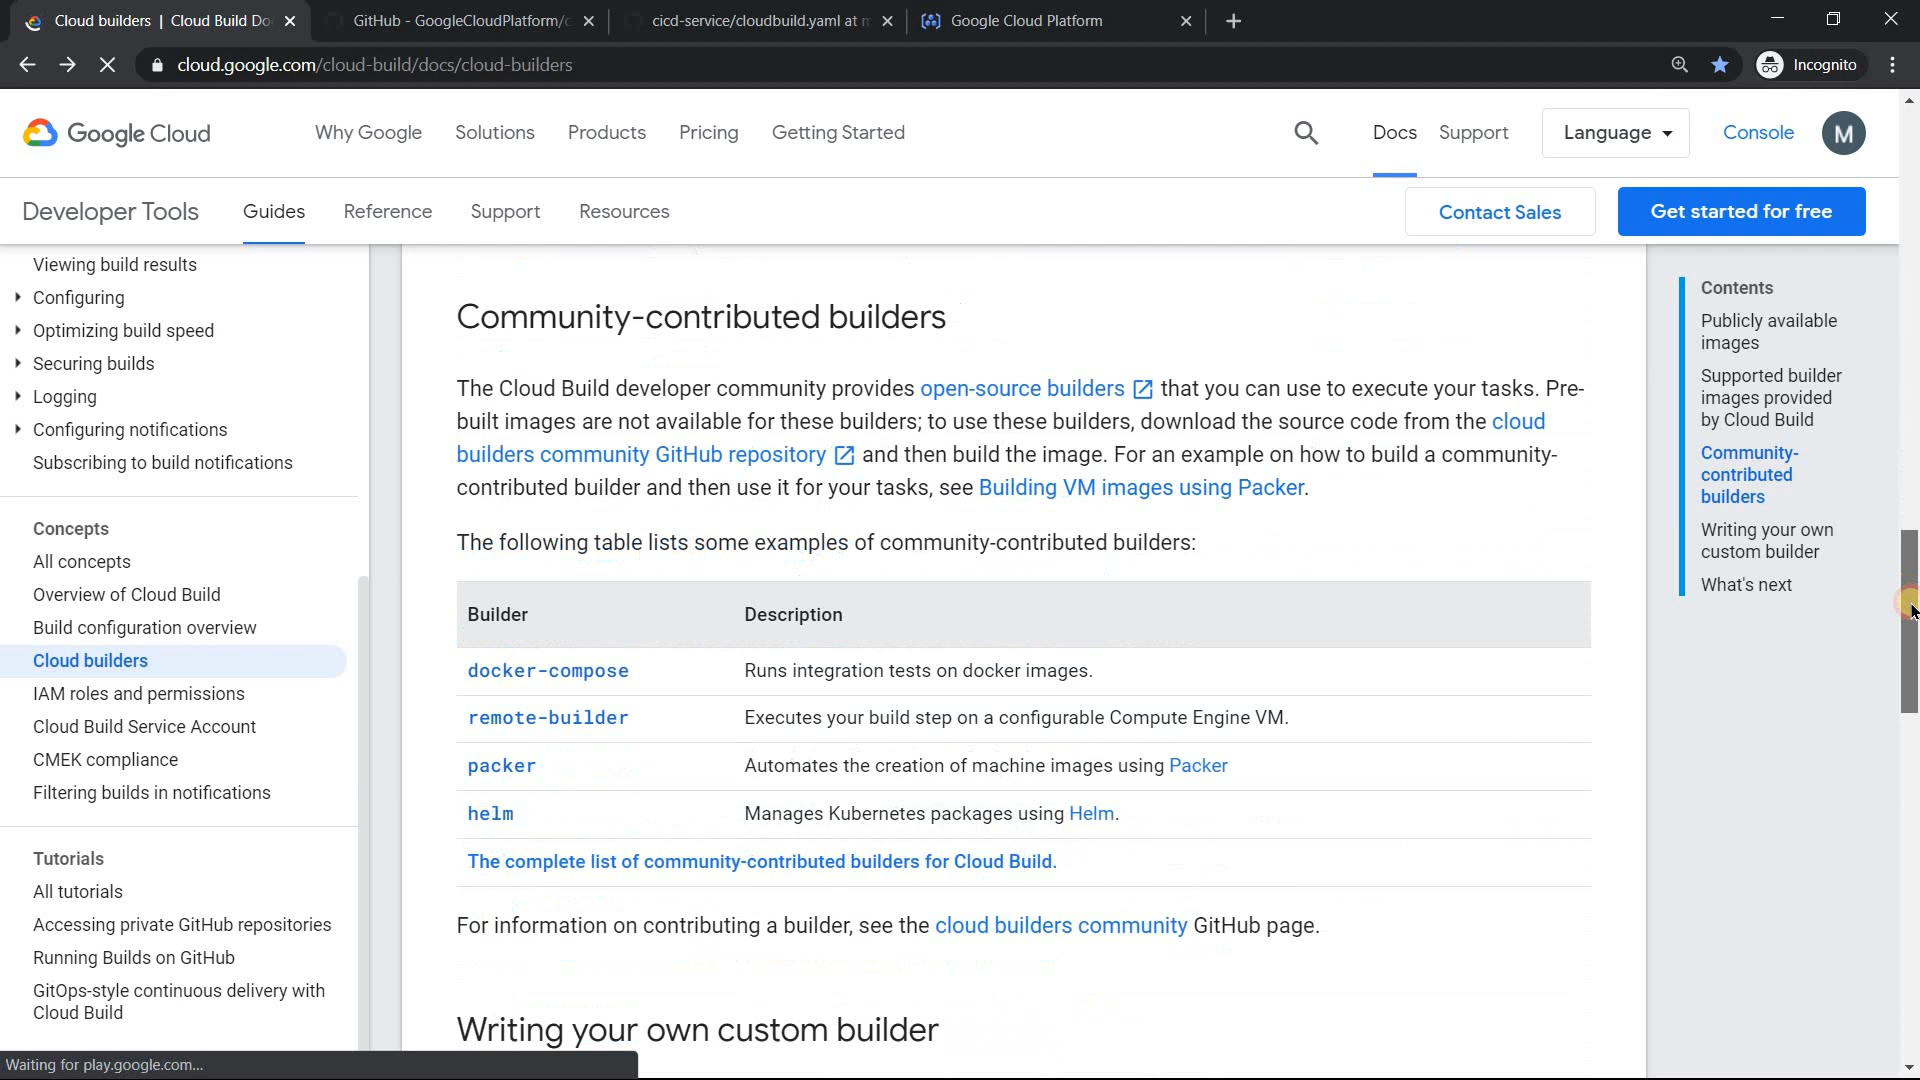 Cloud builders | Cloud Build Do
GitHub - GoogleCloudPlatform/c
cicd-service/cloudbuild.yaml at m
Google Cloud Platform
cloud.google.com/cloud-build/docs/cloud-builders
Incognito
Google Cloud
Why Google
Solutions
Products
Pricing
Getting Started
Docs
Support
Language
Console
M
Developer Tools
Guides
Reference
Support
Resources
Contact Sales
Get started for free
Viewing build results
Configuring
Optimizing build speed
Securing builds
Logging
Configuring notifications
Subscribing to build notifications
Concepts
All concepts
Overview of Cloud Build
Build configuration overview
Cloud builders
IAM roles and permissions
Cloud Build Service Account
CMEK compliance
Filtering builds in notifications
Tutorials
All tutorials
Accessing private GitHub repositories
Running Builds on GitHub
GitOps-style continuous delivery with
Cloud Build
Community-contributed builders
The Cloud Build developer community provides open-source builders that you can use to execute your tasks. Pre-
built images are not available for these builders; to use these builders, download the source code from the cloud
builders community GitHub repository and then build the image. For an example on how to build a community-
contributed builder and then use it for your tasks, see Building VM images using Packer.
The following table lists some examples of community-contributed builders:
Builder Description
docker-compose Runs integration tests on docker images.
remote-builder Executes your build step on a configurable Compute Engine VM.
packer Automates the creation of machine images using Packer
helm Manages Kubernetes packages using Helm.
The complete list of community-contributed builders for Cloud Build.
For information on contributing a builder, see the cloud builders community GitHub page.
Writing your own custom builder
Contents
Publicly available
images
Supported builder
images provided
by Cloud Build
Community-
contributed
builders
Writing your own
custom builder
What's next
Waiting for play.google.com...